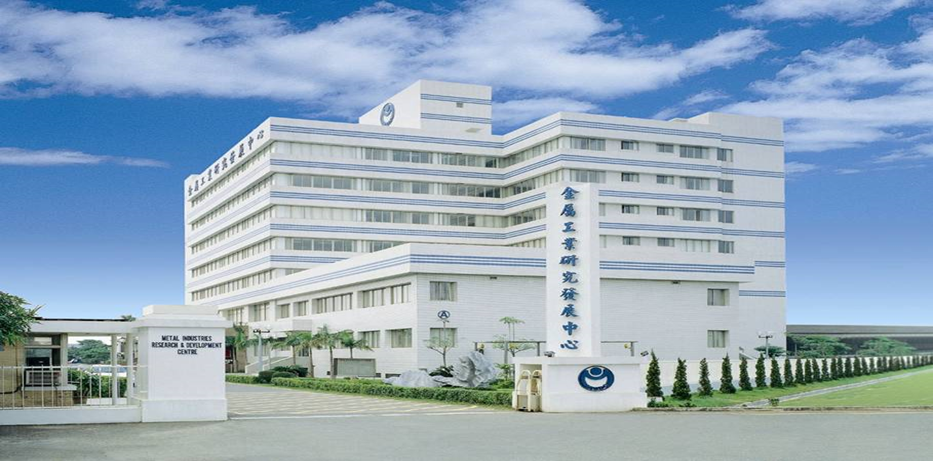 金屬工業研究發展中心
金屬工業研究發展中心
A
METAL INDUSTRIES
RESEARCH & DEVELOPMENT
CENTRE